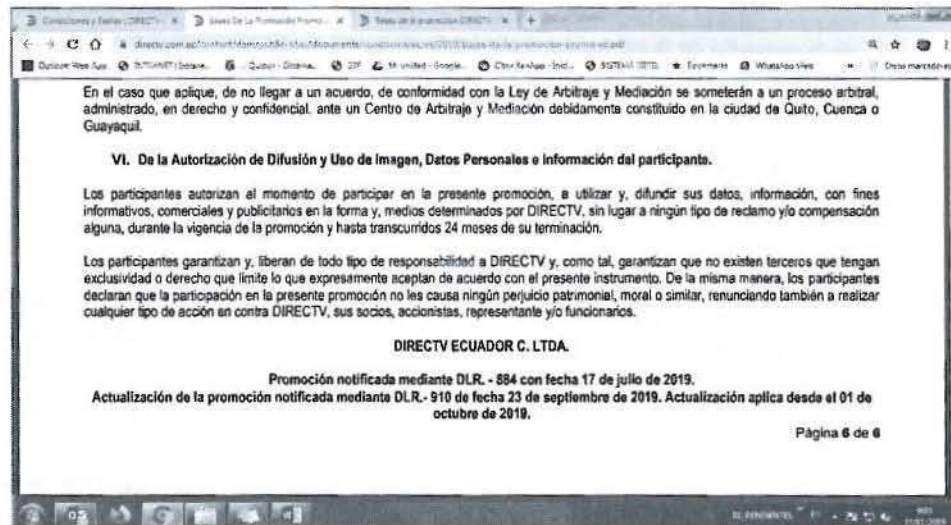 Condiciones y
directv.com.ec/
Outlook Web App
WhatsApp Web
En el caso que aplique, de no llegar a un acuerdo, de conformidad con la Ley de Arbitraje y Mediación se someterán a un proceso arbitral,
administrado, en derecho y confidencial, ante un Centro de Arbitraje y Mediación debidamente constituido en la ciudad de Quito, Cuenca o
Guayaquil.
VI. De la Autorización de Difusión y Uso de Imagen, Datos Personales e información del participante.
Los participantes autorizan al momento de participar en la presente promoción, a utilizar y, difundir sus datos, información, con fines
informativos, comerciales y publicitarios en la forma y, medios determinados por DIRECTV, sin lugar a ningún tipo de reclamo y/o compensación
alguna, durante la vigencia de la promoción y hasta transcurridos 24 meses de su terminación.
Los participantes garantizan y, liberan de todo tipo de responsabilidad a DIRECTV y, como tal, garantizan que no existen terceros que tengan
exclusividad o derecho que limite lo que expresamente aceptan de acuerdo con el presente instrumento. De la misma manera, los participantes
declaran que la participación en la presente promoción no les causa ningún perjuicio patrimonial, moral o similar, renunciando también a realizar
cualquier tipo de acción en contra DIRECTV, sus socios, accionistas, representante y/o funcionarios.
DIRECTV ECUADOR C. LTDA.
Promoción notificada mediante DLR. - 884 con fecha 17 de julio de 2019.
Actualización de la promoción notificada mediante DLR.- 910 de fecha 23 de septiembre de 2019. Actualización aplica desde el 01 de
octubre de 2019.
Página 6 de 6